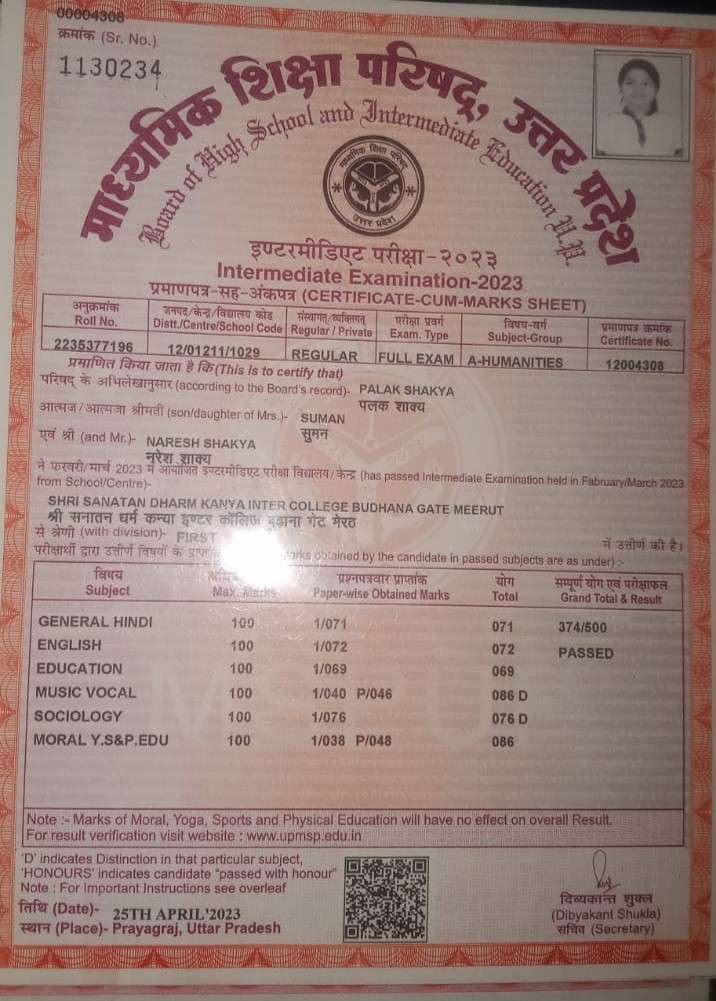 00004308
क्रमांक (Sr. No.)
1130234
माध्यमिक शिक्षा परिषद्, उत्तर प्रदेश
Board of High School and Intermediate Education U.P.
माध्यमिक शिक्षा परिषद्
उत्तर प्रदेश
इण्टरमीडिएट परीक्षा-२०२३
Intermediate Examination-2023
प्रमाणपत्र-सह-अंकपत्र (CERTIFICATE-CUM-MARKS SHEET)
अनुक्रमांक जनपद/केन्द्र/विद्यालय कोड संस्थागत/व्यक्तिगत परीक्षा प्रवर्ग विषय-वर्ग प्रमाणपत्र क्रमांक
Roll No. Distt./Centre/School Code Regular / Private Exam. Type Subject-Group Certificate No.
2235377196 12/01211/1029 REGULAR FULL EXAM A-HUMANITIES 12004308
प्रमाणित किया जाता है कि(This is to certify that)
परिषद् के अभिलेखानुसार (according to the Board's record)- PALAK SHAKYA
पलक शाक्य
आत्मज/आत्मजा श्रीमती (son/daughter of Mrs.)- SUMAN
सुमन
एवं श्री (and Mr.)- NARESH SHAKYA
नरेश शाक्य
ने फरवरी/मार्च 2023 में आयोजित इण्टरमीडिएट परीक्षा विद्यालय/केन्द्र (has passed Intermediate Examination held in Fabruary/March 2023
from School/Centre)-
SHRI SANATAN DHARM KANYA INTER COLLEGE BUDHANA GATE MEERUT
श्री सनातन धर्म कन्या इण्टर कॉलिज बुढ़ाना गेट मेरठ
से श्रेणी (with division)- FIRST में उत्तीर्ण की है।
परीक्षार्थी द्वारा उत्तीर्ण विषयों के obtained by the candidate in passed subjects are as under) :-
विषय प्रश्नपत्रवार प्राप्तांक योग सम्पूर्ण योग एवं परीक्षाफल
Subject Max. Marks Paper-wise Obtained Marks Total Grand Total & Result
GENERAL HINDI 100 1/071 071 374/500
ENGLISH 100 1/072 072 PASSED
EDUCATION 100 1/069 069
MUSIC VOCAL 100 1/040 P/046 086 D
SOCIOLOGY 100 1/076 076 D
MORAL Y.S&P.EDU 100 1/038 P/048 086
Note :- Marks of Moral, Yoga, Sports and Physical Education will have no effect on overall Result.
For result verification visit website : www.upmsp.edu.in
'D' indicates Distinction in that particular subject,
'HONOURS' indicates candidate "passed with honour"
Note : For Important Instructions see overleaf
तिथि (Date)- 25TH APRIL'2023
स्थान (Place)- Prayagraj, Uttar Pradesh
दिव्यकान्त शुक्ल
(Dibyakant Shukla)
सचिव (Secretary)